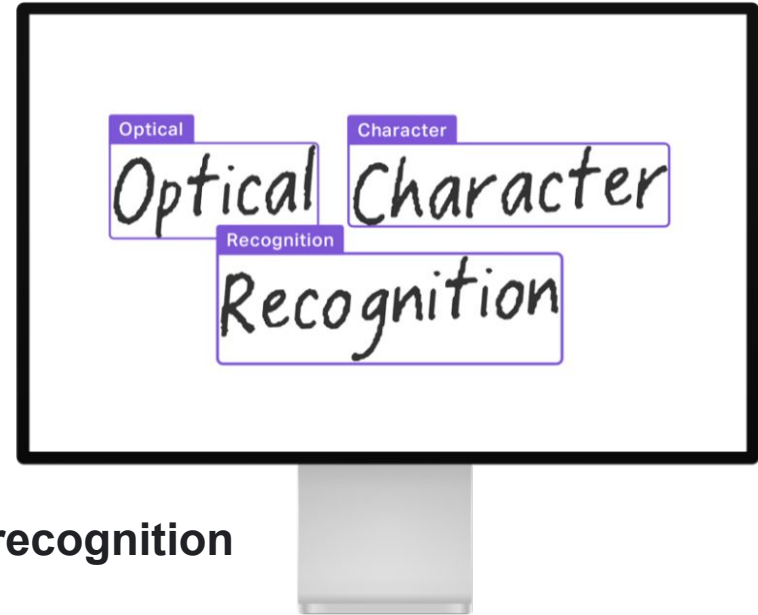 Optical Character
Optical Character
Recognition
Recognition
recognition